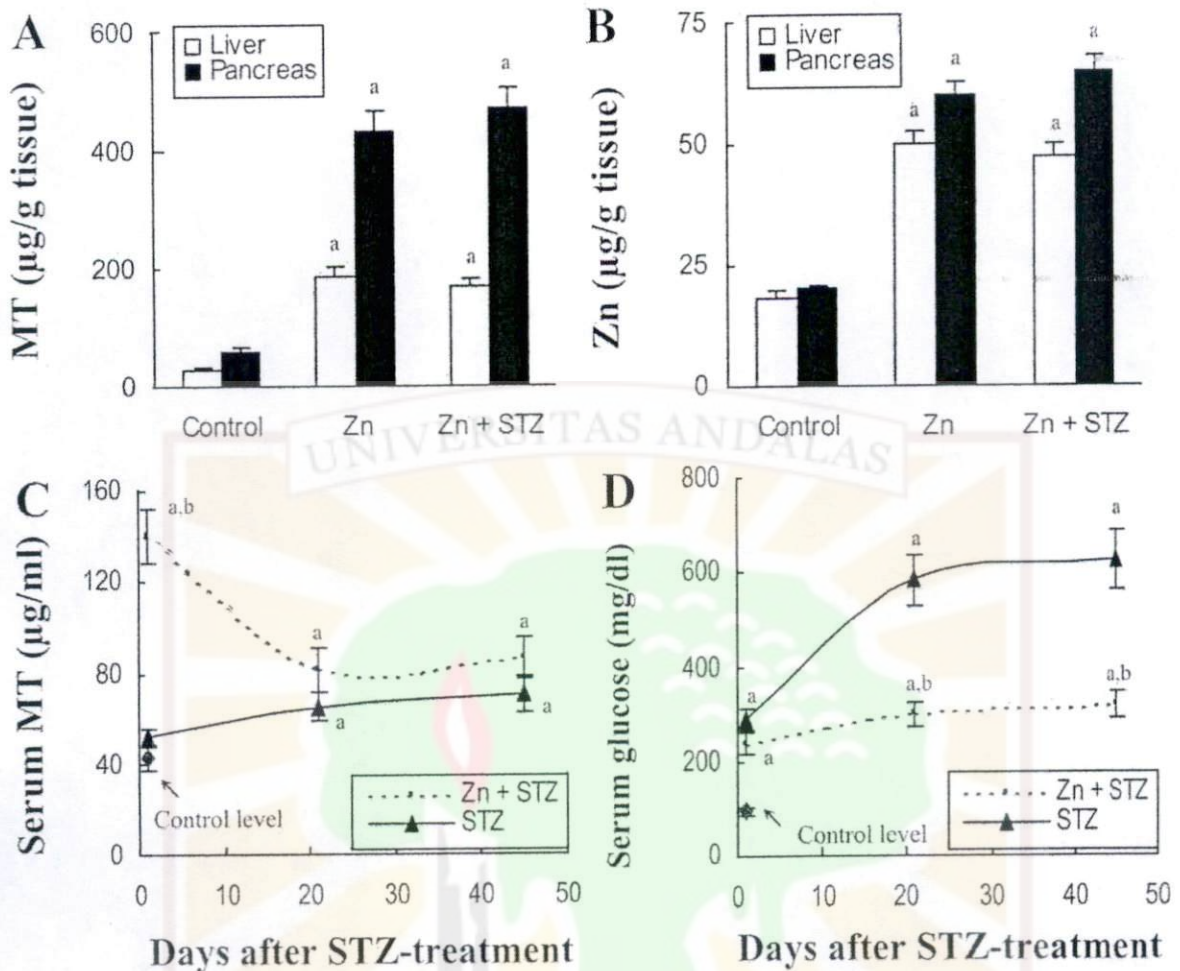 A
MT (µg/g tissue)
600
400
200
0
Liver
Pancreas
a
a
a
a
Control
Zn
Zn + STZ
B
Zn (µg/g tissue)
75
50
25
0
Liver
Pancreas
a
a
a
a
Control
Zn
Zn + STZ
UNIVERSITAS ANDALAS
C
Serum MT (µg/ml)
160
120
80
40
0
a,b
a
a
a
a
Control level
Zn + STZ
STZ
0
10
20
30
40
50
Days after STZ-treatment
D
Serum glucose (mg/dl)
800
600
400
200
0
a
a
a
a,b
a
a,b
Control level
Zn + STZ
STZ
0
10
20
30
40
50
Days after STZ-treatment